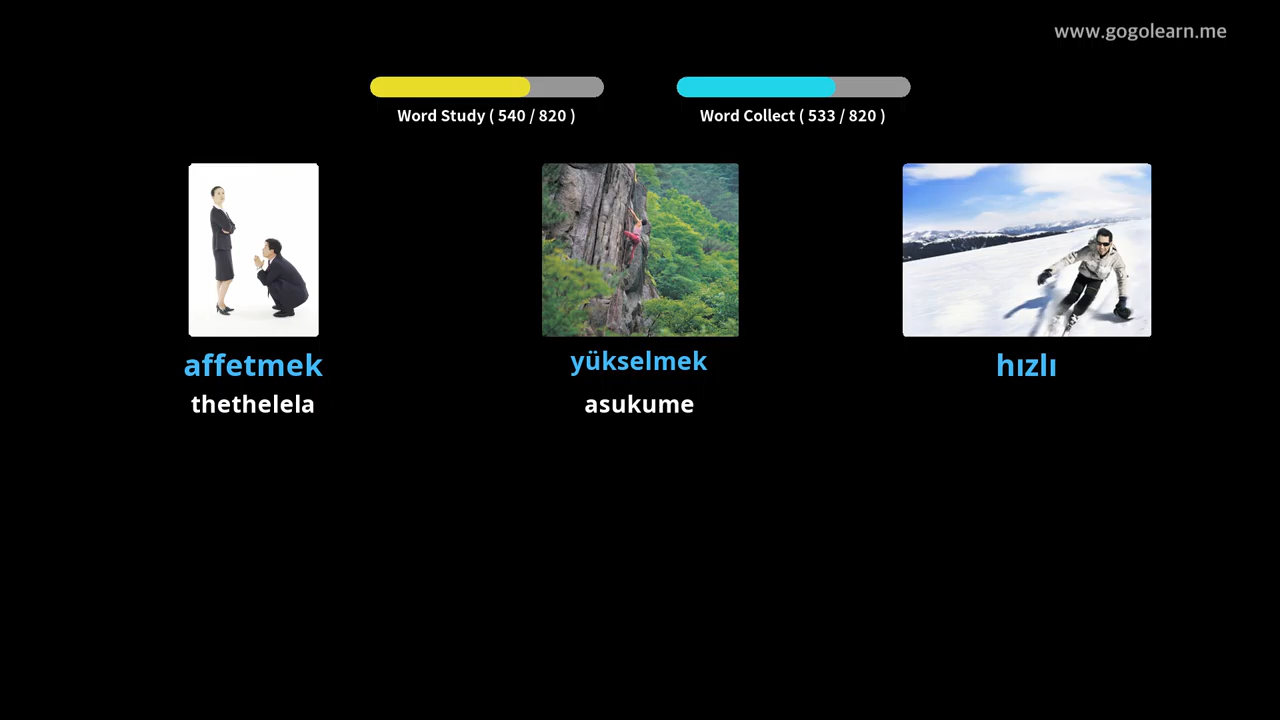 www.gogolearn.me
Word Study ( 540 / 820 )
Word Collect ( 533 / 820 )
affetmek
thethelela
yükselmek
asukume
hızlı